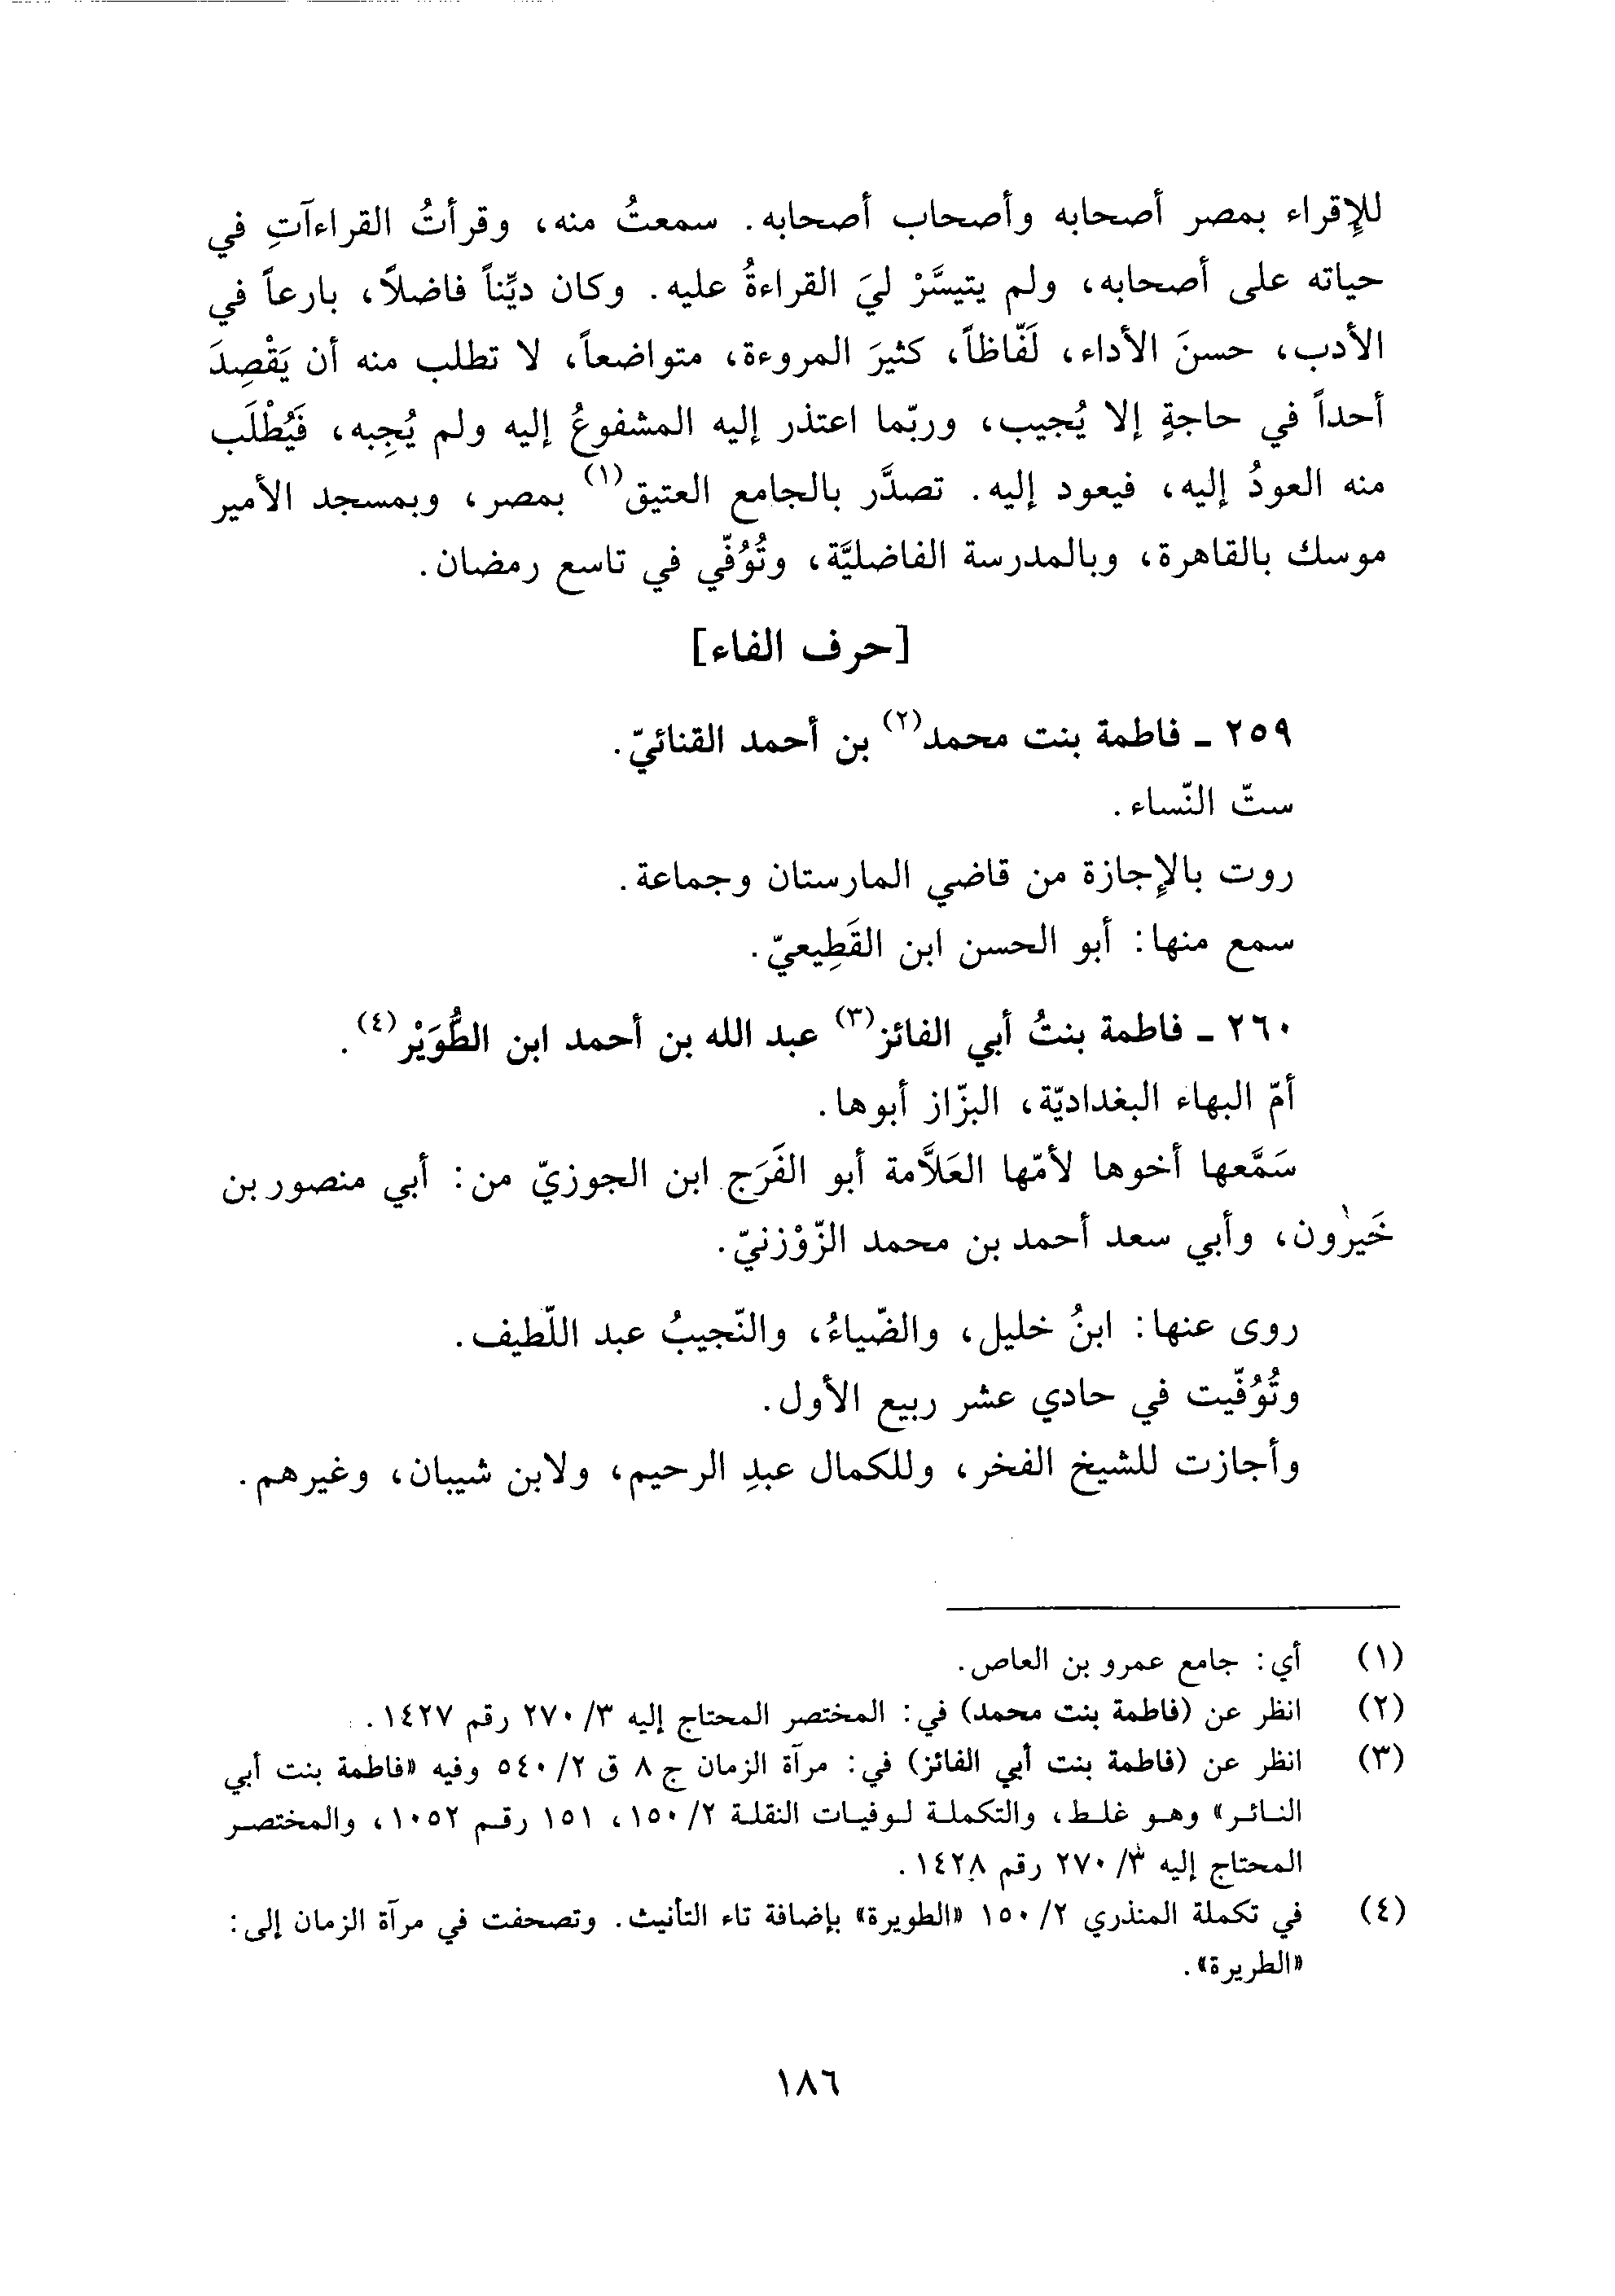 للإقراء بمصر أصحابه وأصحاب أصحابه. سمعتُ منه، وقرأتُ القراءآتِ في
حياته على أصحابه، ولم يتيسَّرْ ليَ القراءةُ عليه. وكان ديِّناً فاضلاً، بارعاً في
الأدب، حسنَ الأداء، لَفّاظاً، كثيرَ المروءة، متواضعاً، لا تطلب منه أن يَقْصِدَ
أحداً في حاجةٍ إلا يُجيب، وربّما اعتذر إليه المشفوعُ إليه ولم يُجِبه، فَيُطْلَب
منه العودُ إليه، فيعود إليه. تصدَّر بالجامع العتيق(١) بمصر، وبمسجد الأمير
موسك بالقاهرة، وبالمدرسة الفاضليَّة، وتُوُفّي في تاسع رمضان.
[حرف الفاء]
٢٥٩ ـ فاطمة بنت محمد(٢) بن أحمد القنائيّ.
ستّ النّساء.
روت بالإجازة من قاضي المارستان وجماعة.
سمع منها: أبو الحسن ابن القَطِيعيّ.
٢٦٠ ـ فاطمة بنتُ أبي الفائز(٣) عبد الله بن أحمد ابن الطُّوَيْر(٤).
أمّ البهاء البغداديّة، البزّاز أبوها.
سَمَّعها أخوها لأمّها العَلاَّمة أبو الفَرَج ابن الجوزيّ من: أبي منصور بن
خَيرُون، وأبي سعد أحمد بن محمد الزّوْزنيّ.
روى عنها: ابنُ خليل، والضّياءُ، والنّجيبُ عبد اللّطيف.
وتُوُفّيت في حادي عشر ربيع الأول.
وأجازت للشيخ الفخر، وللكمال عبدِ الرحيم، ولابن شيبان، وغيرهم.
(١) أي: جامع عمرو بن العاص.
(٢) انظر عن (فاطمة بنت محمد) في: المختصر المحتاج إليه ٣/ ٢٧٠ رقم ١٤٢٧.
(٣) انظر عن (فاطمة بنت أبي الفائز) في: مرآة الزمان ج ٨ ق ٢/ ٥٤٠ وفيه «فاطمة بنت أبي
النائر» وهو غلط، والتكملة لوفيات النقلة ٢/ ١٥٠، ١٥١ رقم ١٠٥٢، والمختصر
المحتاج إليه ٣/ ٢٧٠ رقم ١٤٢٨.
(٤) في تكملة المنذري ٢/ ١٥٠ «الطويرة» بإضافة تاء التأنيث. وتصحفت في مرآة الزمان إلى:
«الطريرة».
١٨٦